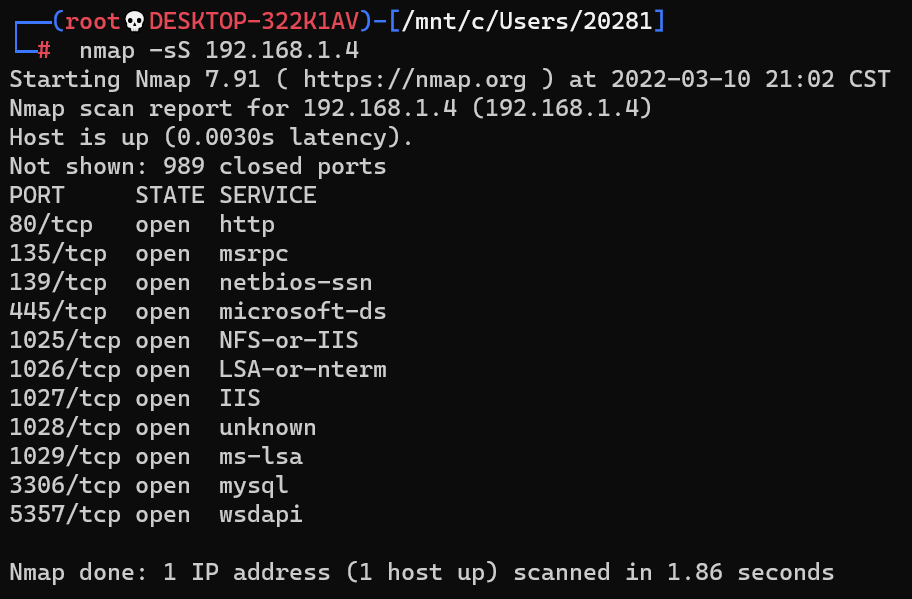 ┌──(root💀DESKTOP-322K1AV)-[/mnt/c/Users/20281]
└─# nmap -sS 192.168.1.4
Starting Nmap 7.91 ( https://nmap.org ) at 2022-03-10 21:02 CST
Nmap scan report for 192.168.1.4 (192.168.1.4)
Host is up (0.0030s latency).
Not shown: 989 closed ports
PORT     STATE SERVICE
80/tcp   open  http
135/tcp  open  msrpc
139/tcp  open  netbios-ssn
445/tcp  open  microsoft-ds
1025/tcp open  NFS-or-IIS
1026/tcp open  LSA-or-nterm
1027/tcp open  IIS
1028/tcp open  unknown
1029/tcp open  ms-lsa
3306/tcp open  mysql
5357/tcp open  wsdapi
Nmap done: 1 IP address (1 host up) scanned in 1.86 seconds